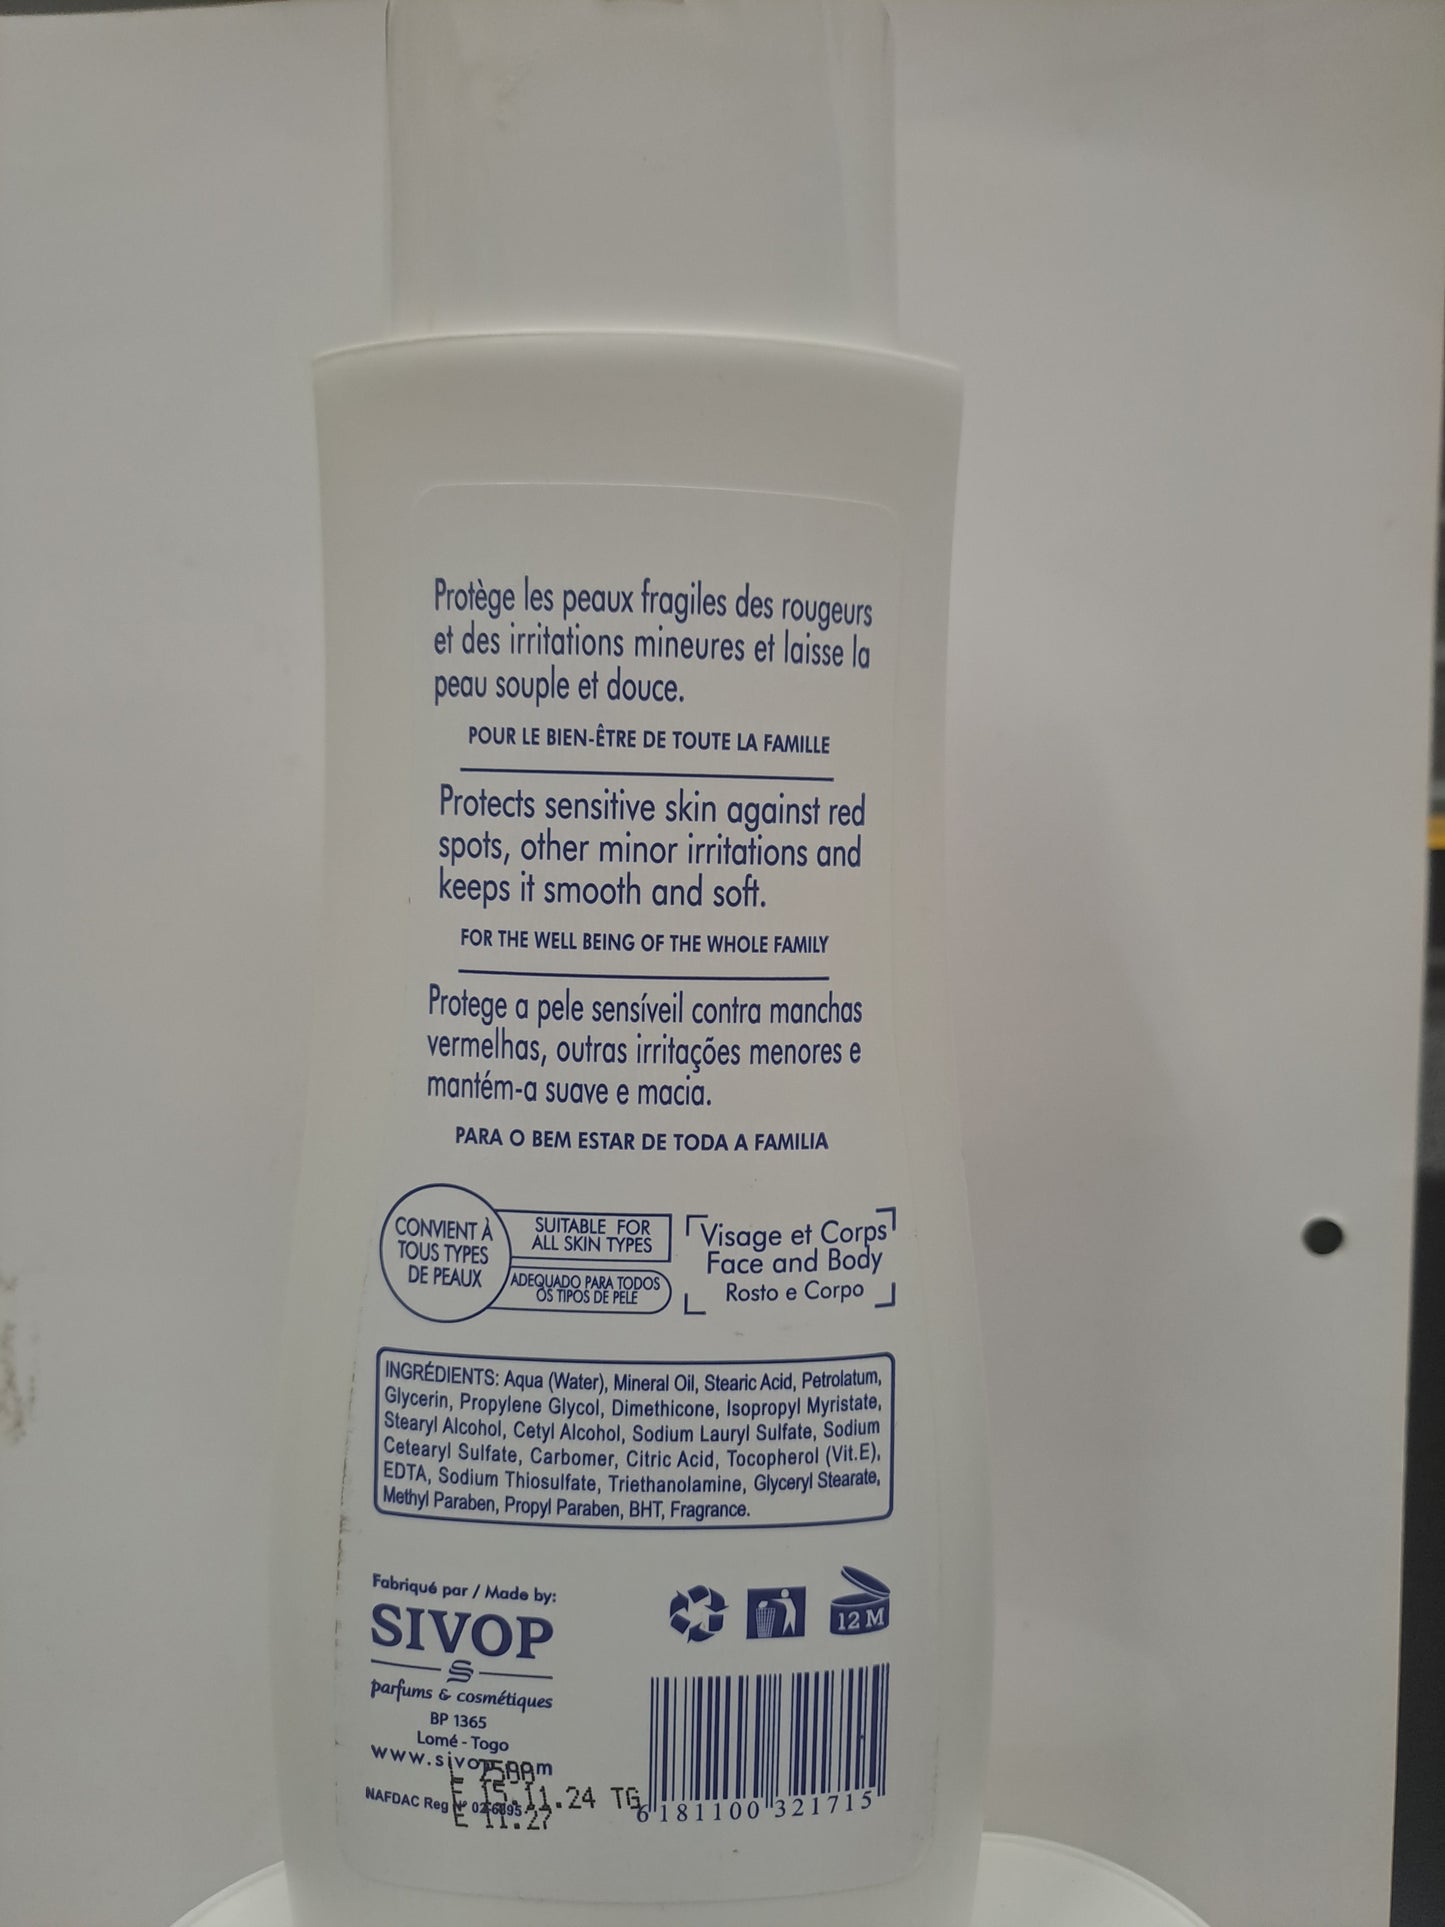 Protège les peaux fragiles des rougeurs
et des irritations mineures et laisse la
peau souple et douce.
POUR LE BIEN-ÊTRE DE TOUTE LA FAMILLE
Protects sensitive skin against red
spots, other minor irritations and
keeps it smooth and soft.
FOR THE WELL BEING OF THE WHOLE FAMILY
Protege a pele sensíveil contra manchas
vermelhas, outras irritações menores e
mantém-a suave e macia.
PARA O BEM ESTAR DE TODA A FAMILIA
CONVIENT À
TOUS TYPES
DE PEAUX
SUITABLE FOR
ALL SKIN TYPES
ADEQUADO PARA TODOS
OS TIPOS DE PELE
Visage et Corps
Face and Body
Rosto e Corpo
INGRÉDIENTS: Aqua (Water), Mineral Oil, Stearic Acid, Petrolatum,
Glycerin, Propylene Glycol, Dimethicone, Isopropyl Myristate,
Stearyl Alcohol, Cetyl Alcohol, Sodium Lauryl Sulfate, Sodium
Cetearyl Sulfate, Carbomer, Citric Acid, Tocopherol (Vit.E),
EDTA, Sodium Thiosulfate, Triethanolamine, Glyceryl Stearate,
Methyl Paraben, Propyl Paraben, BHT, Fragrance.
Fabriqué par / Made by:
SIVOP
parfums & cosmétiques
BP 1365
Lomé - Togo
12 M
NAFDAC Reg N°
15.11.24 TG
E 11.27
6 181100 321715